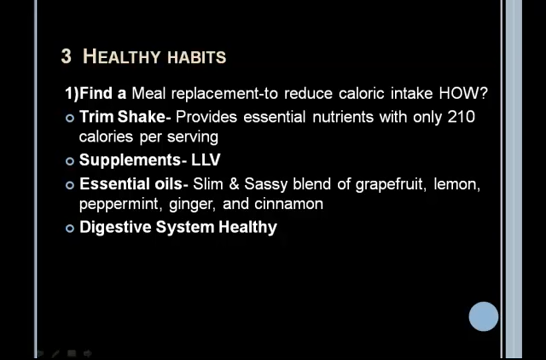 3 HEALTHY HABITS
1)Find a Meal replacement-to reduce caloric intake HOW?
Trim Shake- Provides essential nutrients with only 210
calories per serving
Supplements- LLV
Essential oils- Slim & Sassy blend of grapefruit, lemon,
peppermint, ginger, and cinnamon
Digestive System Healthy